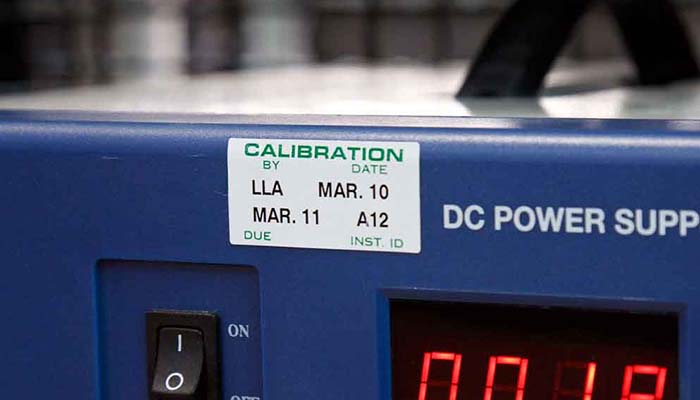 CALIBRATION
BY DATE
LLA MAR. 10
MAR. 11 A12
DUE INST. ID
DC POWER SUPP
ON